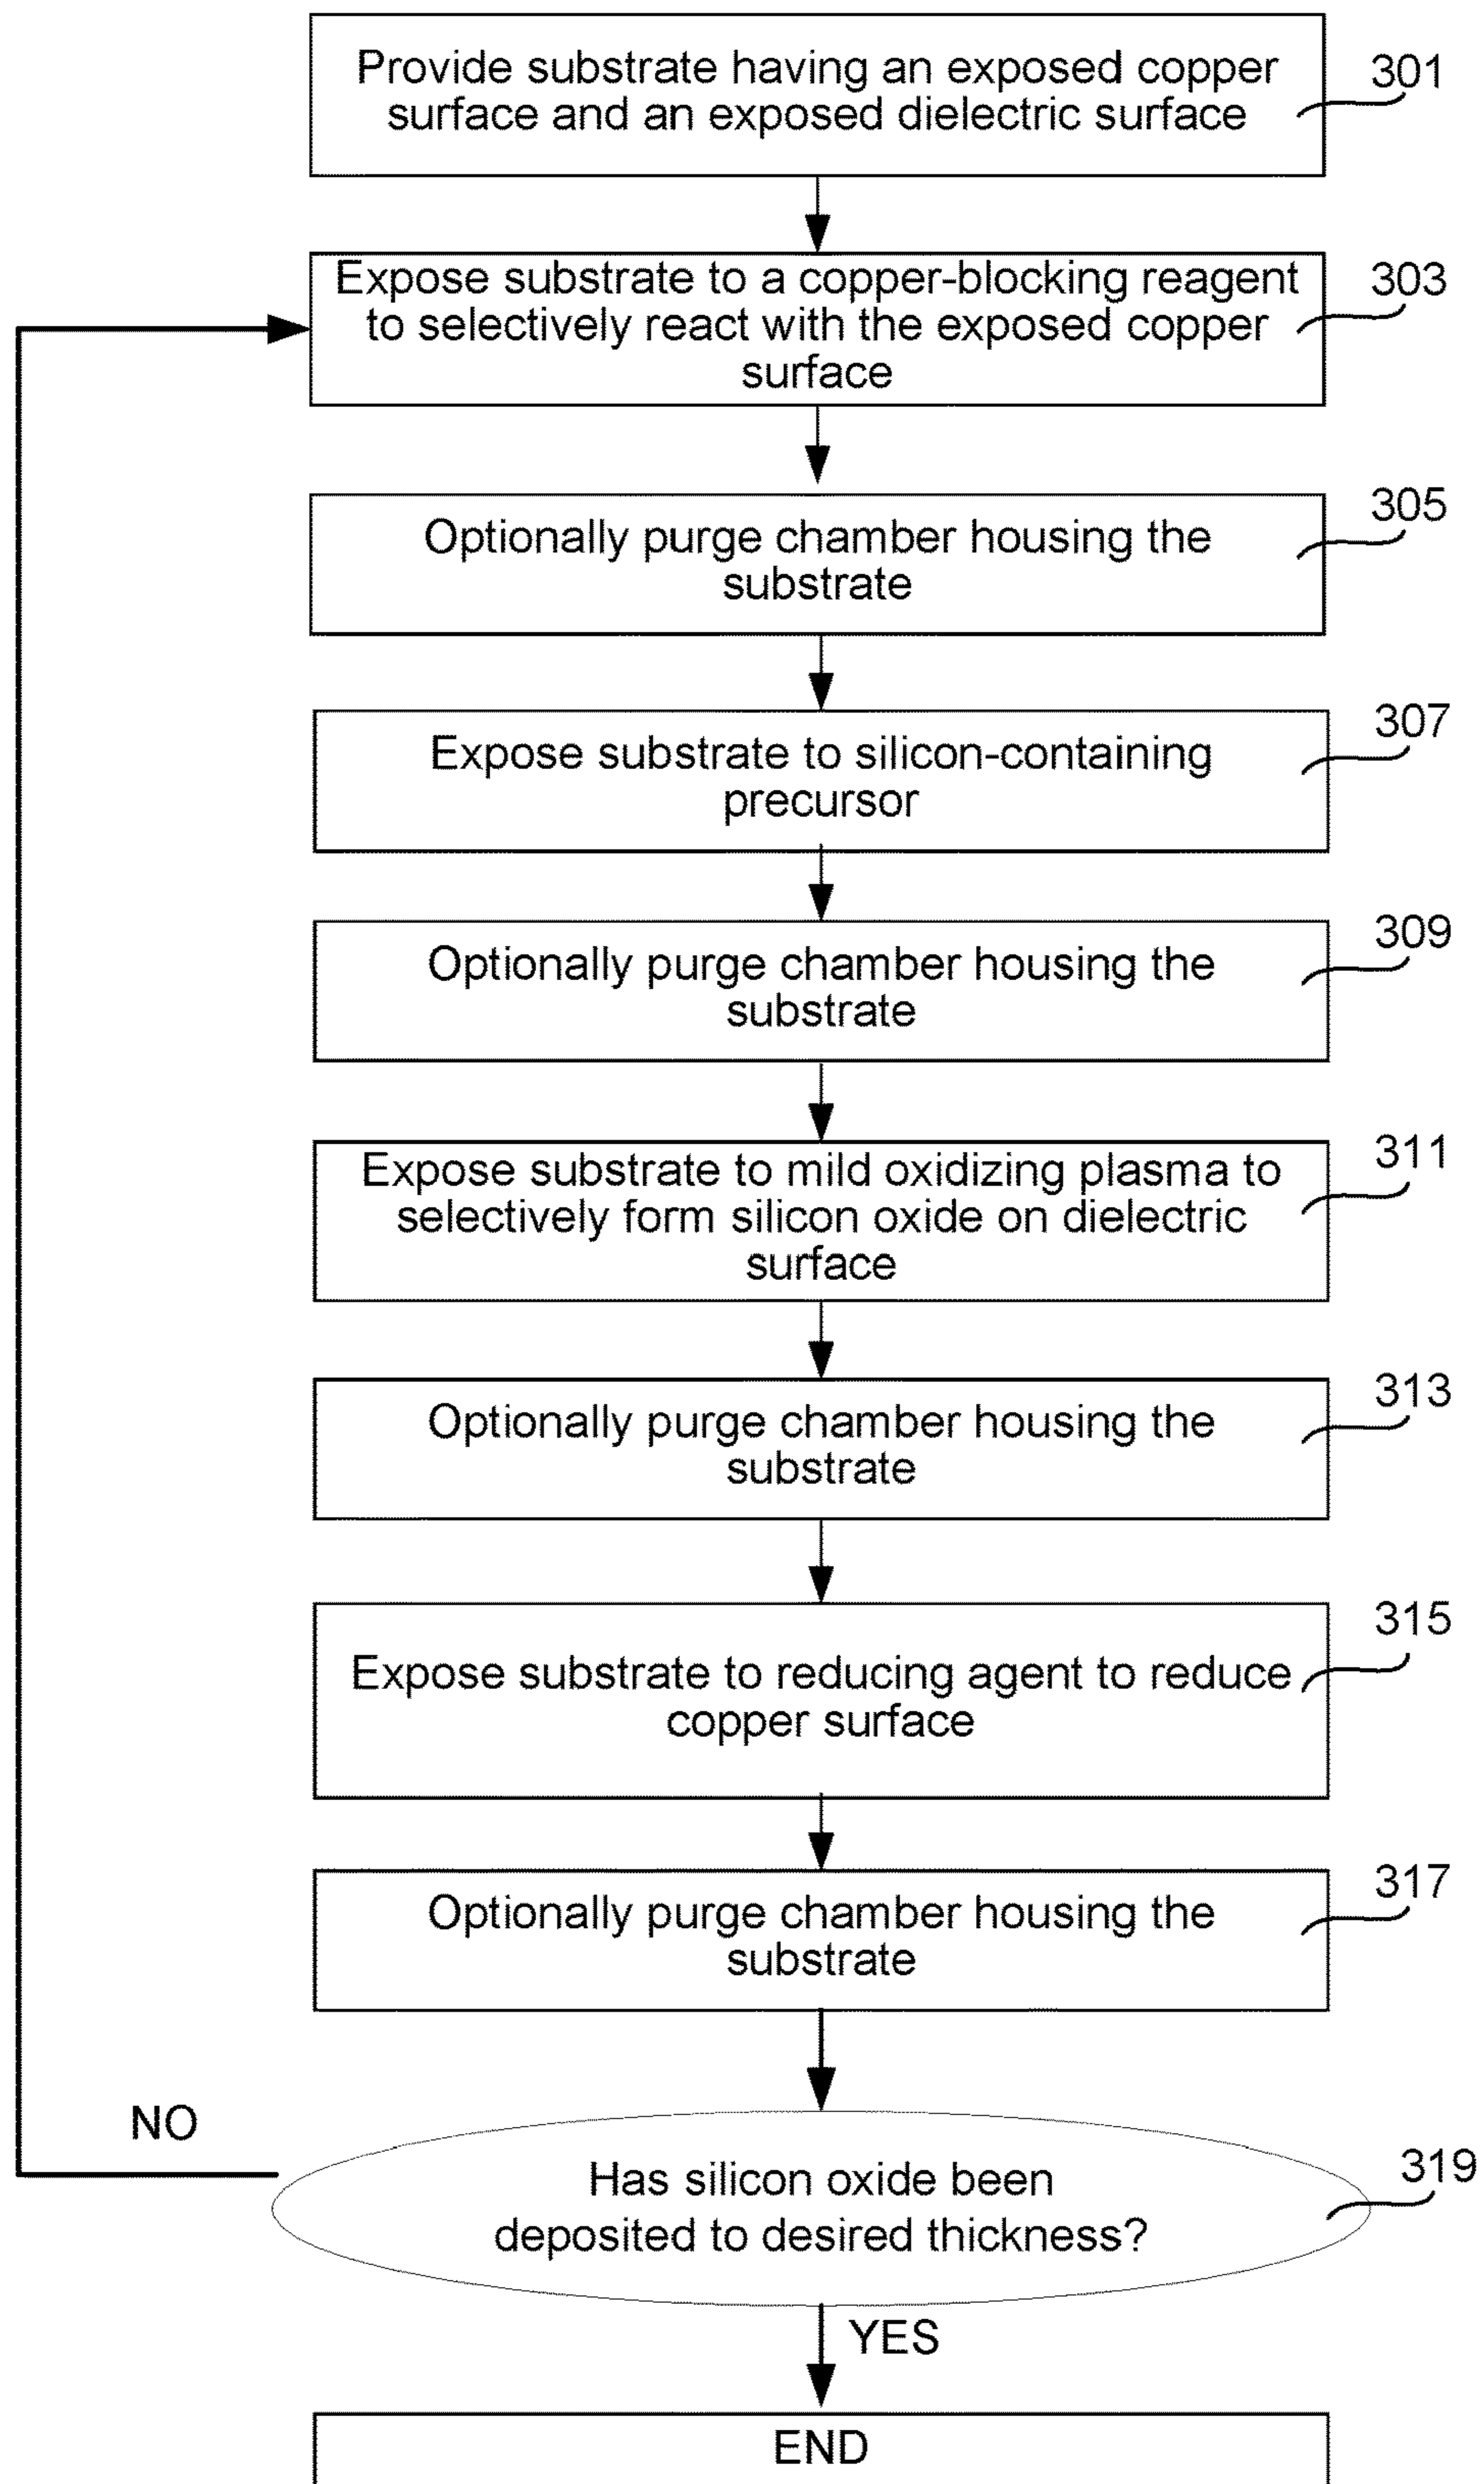 Provide substrate having an exposed copper
surface and an exposed dielectric surface
301
Expose substrate to a copper-blocking reagent
to selectively react with the exposed copper
surface
303
Optionally purge chamber housing the
substrate
305
Expose substrate to silicon-containing
precursor
307
Optionally purge chamber housing the
substrate
309
Expose substrate to mild oxidizing plasma to
selectively form silicon oxide on dielectric
surface
311
Optionally purge chamber housing the
substrate
313
Expose substrate to reducing agent to reduce
copper surface
315
Optionally purge chamber housing the
substrate
317
NO
Has silicon oxide been
deposited to desired thickness?
319
YES
END